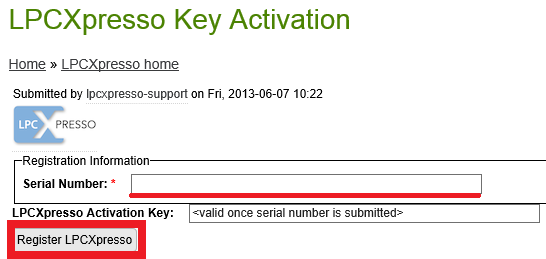 LPCXpresso Key Activation
Home » LPCXpresso home
Submitted by lpcxpresso-support on Fri, 2013-06-07 10:22
LPC XPRESSO
Registration Information
Serial Number: *
LPCXpresso Activation Key: <valid once serial number is submitted>
Register LPCXpresso